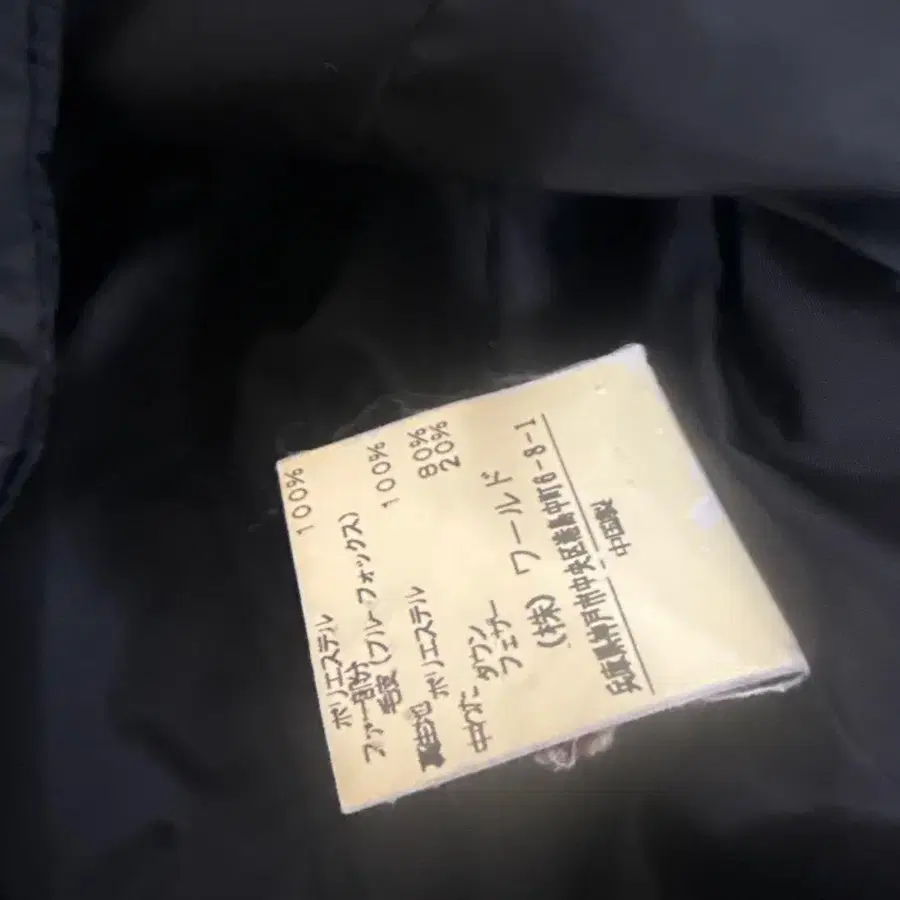 ポリエステル 100%
ファー部分
毛皮(ブルーフォックス)
裏生地 ポリエステル 100%
中わた ダウン 80%
フェザー 20%
(株) ワールド
兵庫県神戸市中央区港島中町6-8-1
中国製